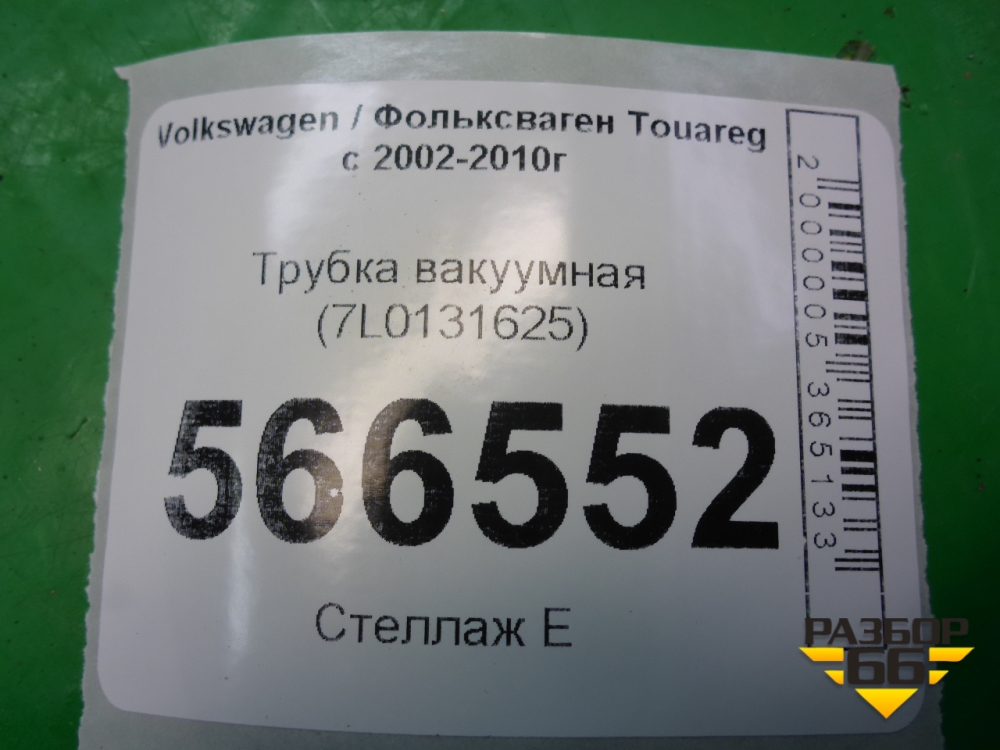 Volkswagen / Фольксваген Touareg
с 2002-2010г
Трубка вакуумная
(7L0131625)
566552
Стеллаж Е
2000005365133
РАЗБОР
66